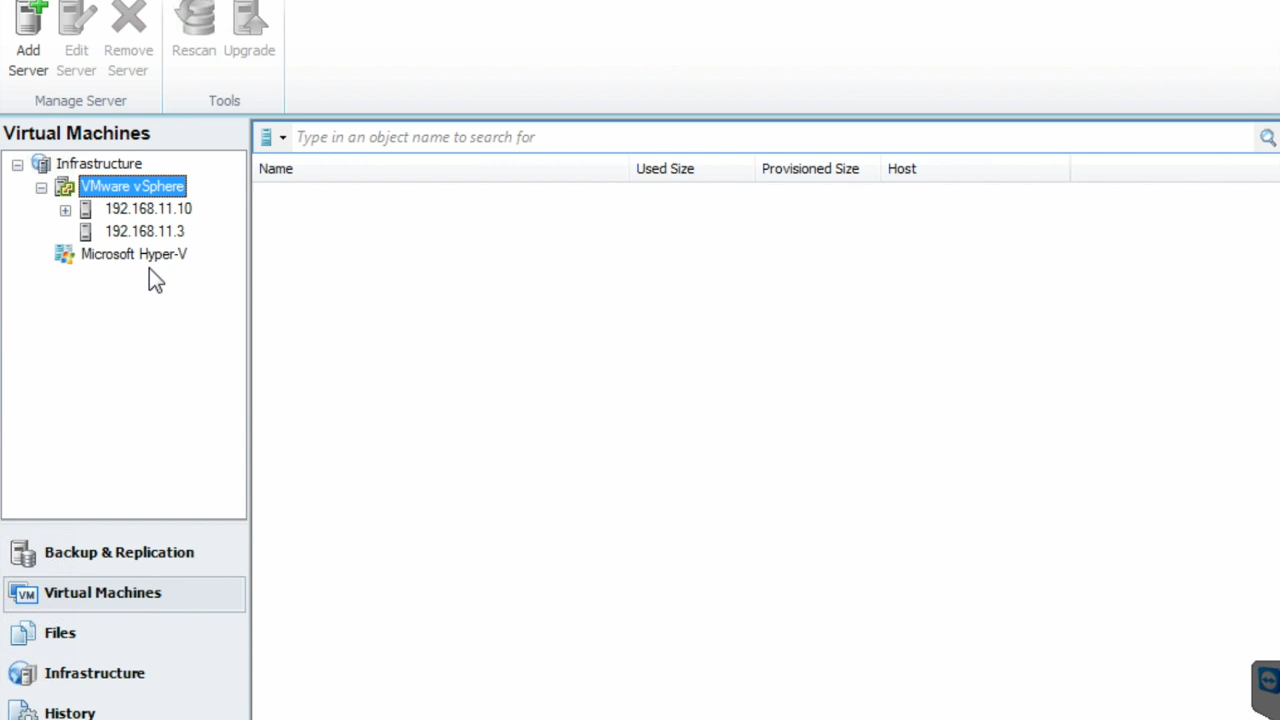 Add Server
Edit Server
Remove Server
Rescan
Upgrade
Manage Server
Tools
Virtual Machines
Type in an object name to search for
Infrastructure
Name
Used Size
Provisioned Size
Host
VMware vSphere
192.168.11.10
192.168.11.3
Microsoft Hyper-V
Backup & Replication
VM
Virtual Machines
Files
Infrastructure
History